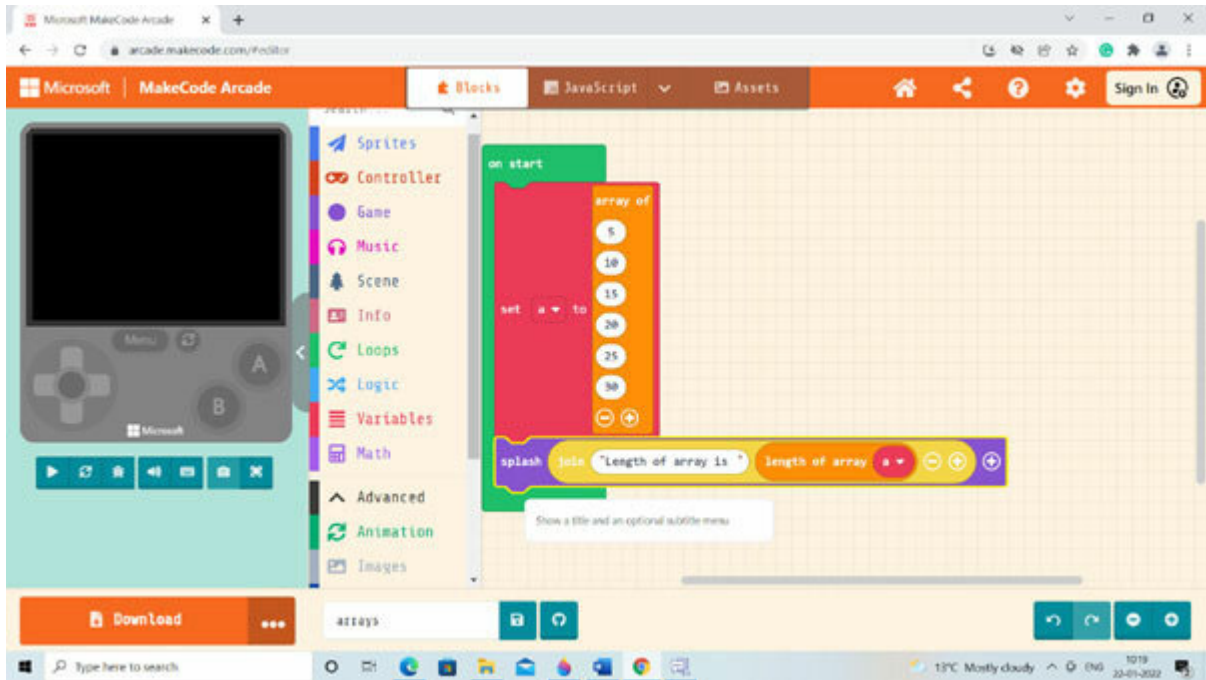 Microsoft MakeCode Arcade
arcade.makecode.com/#editor
Microsoft | MakeCode Arcade
Blocks
JavaScript
Assets
Sign In
Search...
Sprites
Controller
Game
Music
Scene
Info
Loops
Logic
Variables
Math
Advanced
Animation
Images
Menu
A
B
Microsoft
on start
array of
5
10
15
20
25
30
set a to
splash join "Length of array is " length of array a
Show a title and an optional subtitle menu
Download
arrays
Type here to search
13°C Mostly cloudy
ENG
1019
22-01-2022